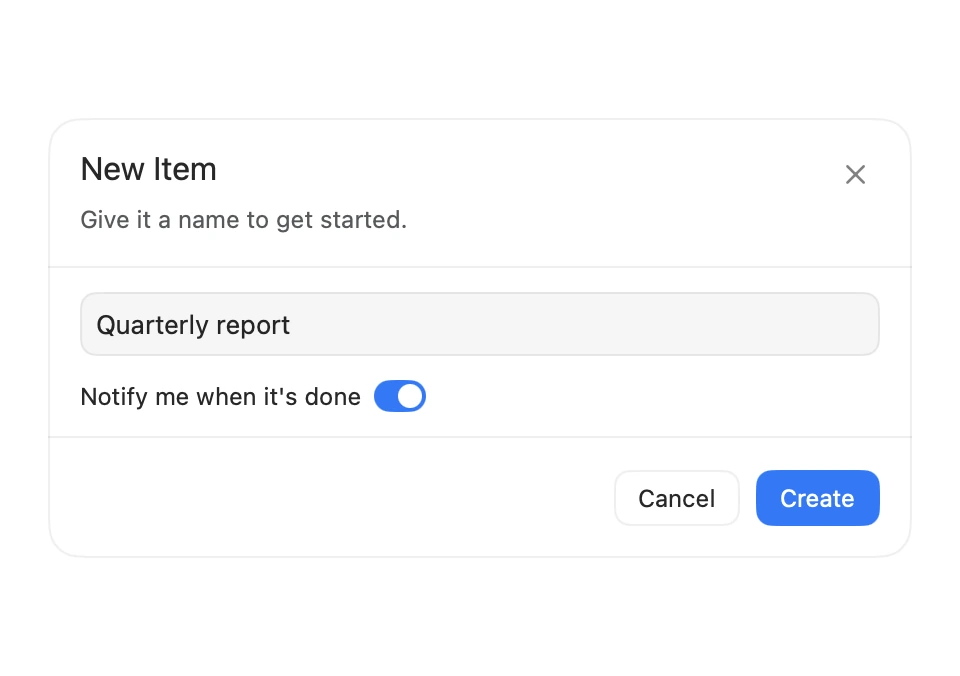 New Item
Give it a name to get started.
Quarterly report
Notify me when it's done
Cancel
Create